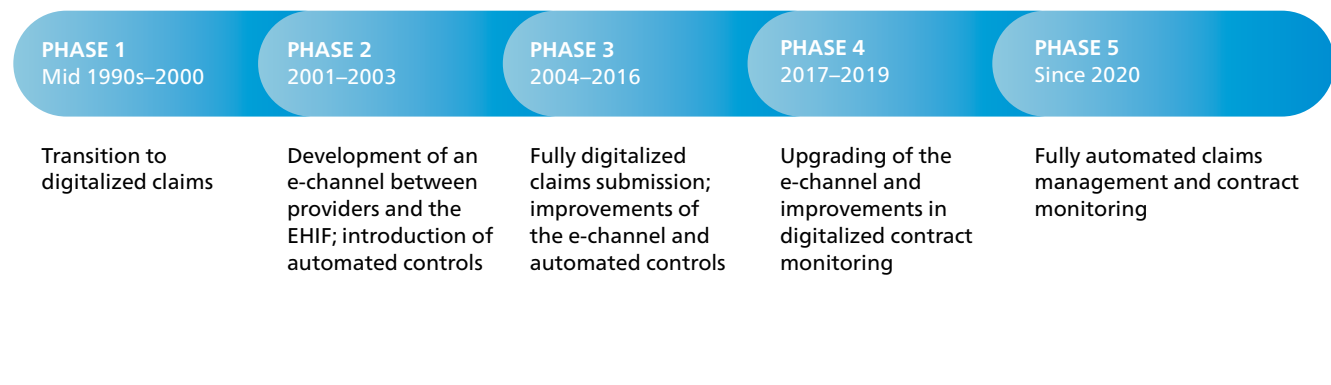 PHASE 1
Mid 1990s–2000
Transition to
digitalized claims
PHASE 2
2001–2003
Development of an
e-channel between
providers and the
EHIF; introduction of
automated controls
PHASE 3
2004–2016
Fully digitalized
claims submission;
improvements of
the e-channel and
automated controls
PHASE 4
2017–2019
Upgrading of the
e-channel and
improvements in
digitalized contract
monitoring
PHASE 5
Since 2020
Fully automated claims
management and contract
monitoring